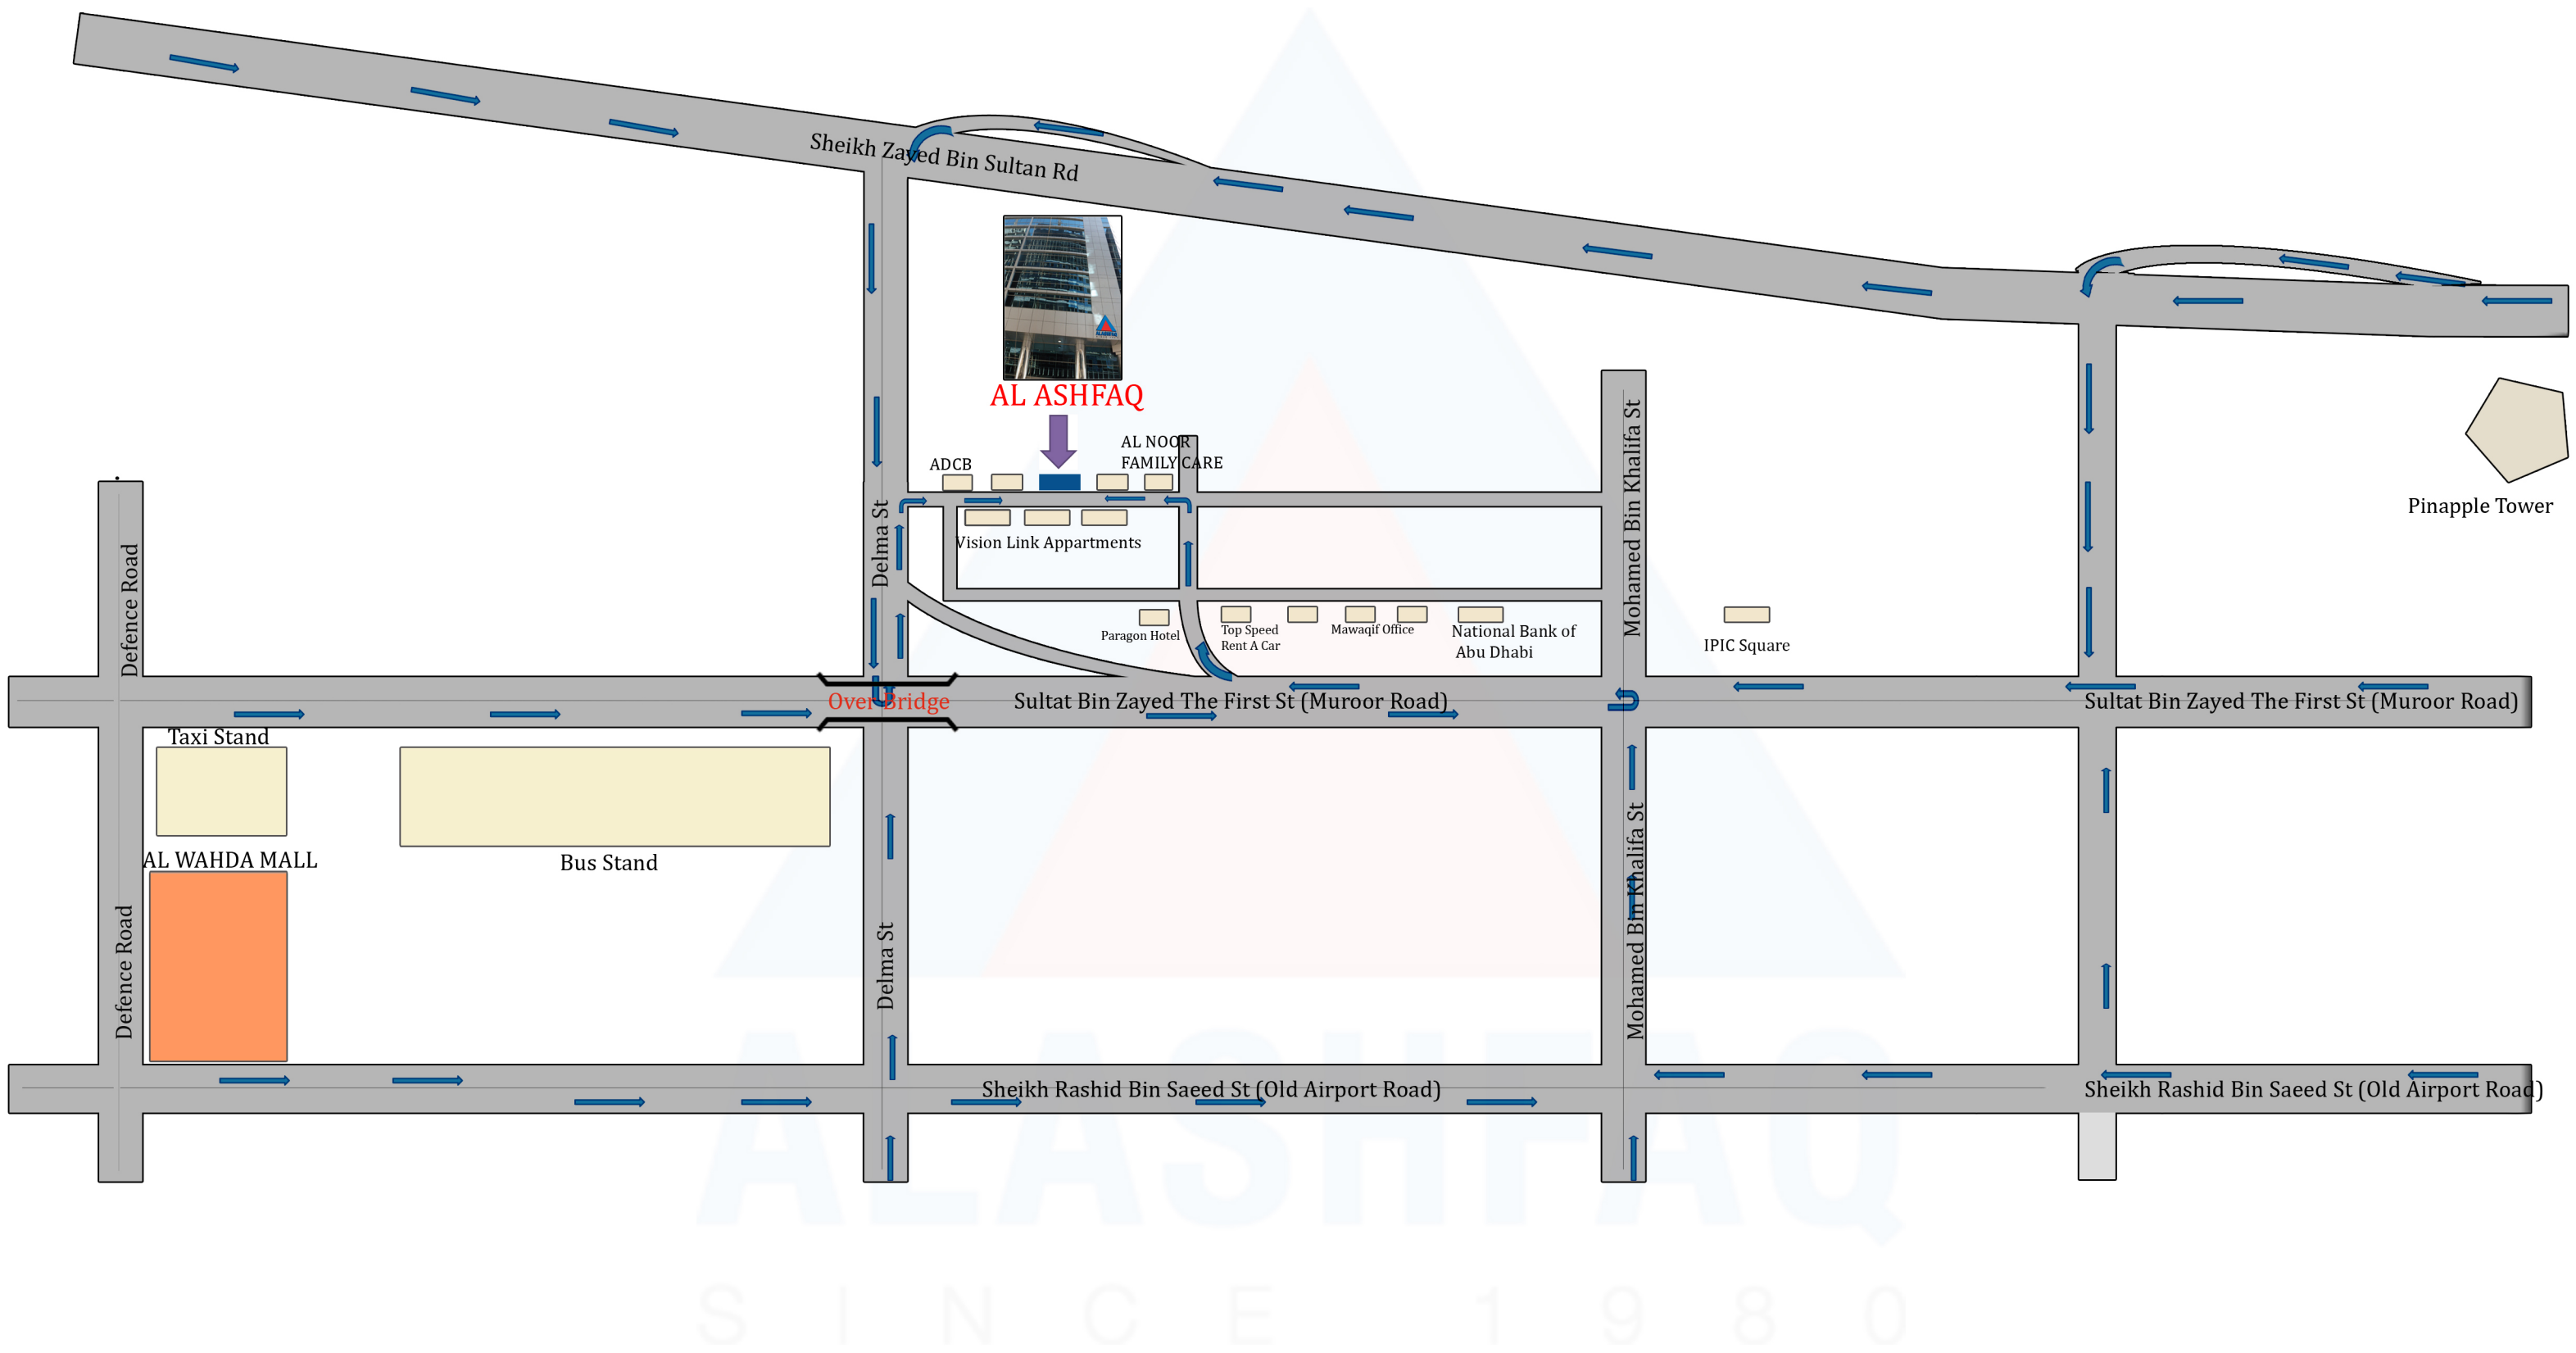 Sheikh Zayed Bin Sultan Rd
AL ASHFAQ
AL NOOR
FAMILY CARE
ADCB
Vision Link Appartments
Delma St
Mohamed Bin Khalifa St
Pinapple Tower
Defence Road
Paragon Hotel
Top Speed
Rent A Car
Mawaqif Office
National Bank of
Abu Dhabi
IPIC Square
Over Bridge
Sultat Bin Zayed The First St (Muroor Road)
Sultat Bin Zayed The First St (Muroor Road)
Taxi Stand
AL WAHDA MALL
Bus Stand
Defence Road
Delma St
Mohamed Bin Khalifa St
Sheikh Rashid Bin Saeed St (Old Airport Road)
Sheikh Rashid Bin Saeed St (Old Airport Road)
ALASHFAQ
SINCE 1980